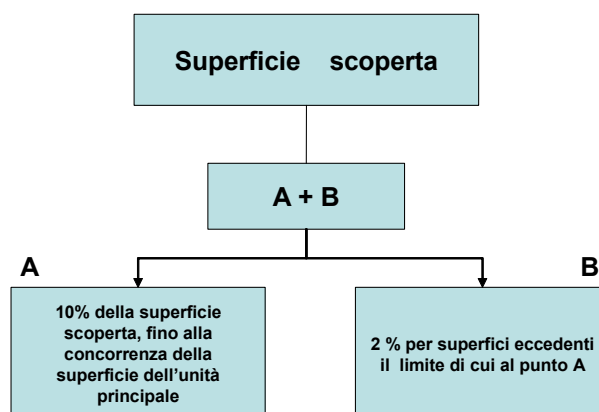 Superficie scoperta
A + B
A
B
10% della superficie
scoperta, fino alla
concorrenza della
superficie dell'unità
principale
2 % per superfici eccedenti
il limite di cui al punto A